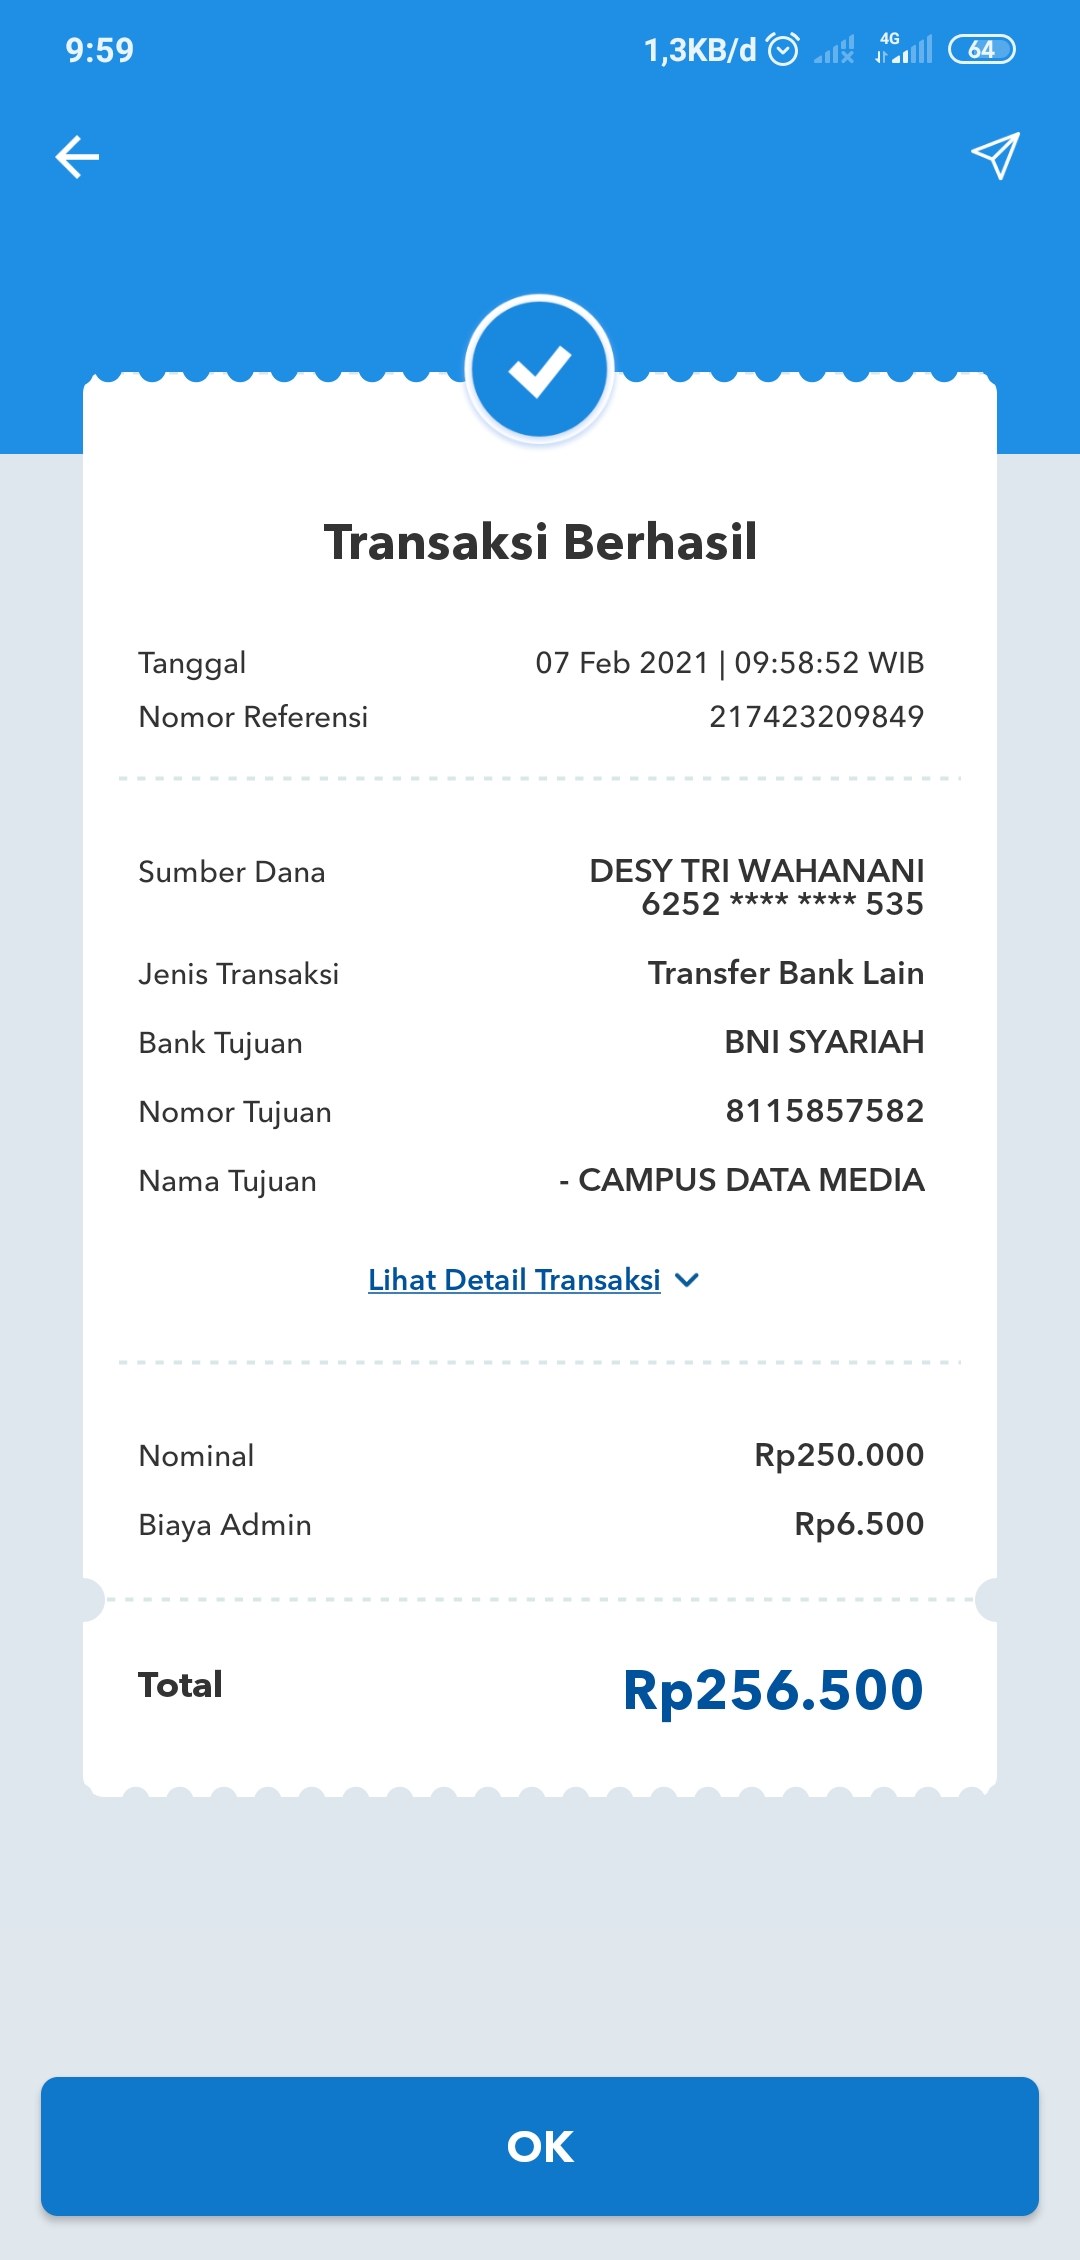 9:59 1,3KB/d 4G 64
Transaksi Berhasil
Tanggal 07 Feb 2021 | 09:58:52 WIB
Nomor Referensi 217423209849
Sumber Dana DESY TRI WAHANANI
6252 **** **** 535
Jenis Transaksi Transfer Bank Lain
Bank Tujuan BNI SYARIAH
Nomor Tujuan 8115857582
Nama Tujuan - CAMPUS DATA MEDIA
Lihat Detail Transaksi
Nominal Rp250.000
Biaya Admin Rp6.500
Total Rp256.500
OK